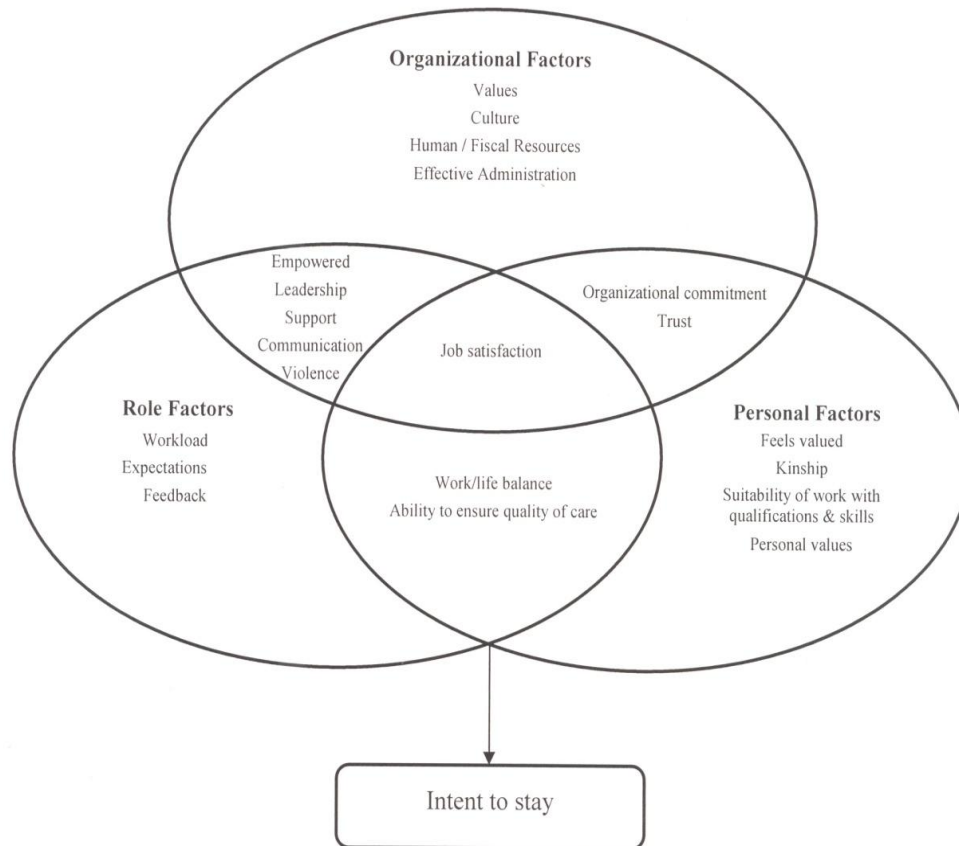 Organizational Factors
Values
Culture
Human / Fiscal Resources
Effective Administration
Empowered
Leadership
Support
Communication
Violence
Organizational commitment
Trust
Job satisfaction
Role Factors
Workload
Expectations
Feedback
Personal Factors
Feels valued
Kinship
Suitability of work with
qualifications & skills
Personal values
Work/life balance
Ability to ensure quality of care
Intent to stay